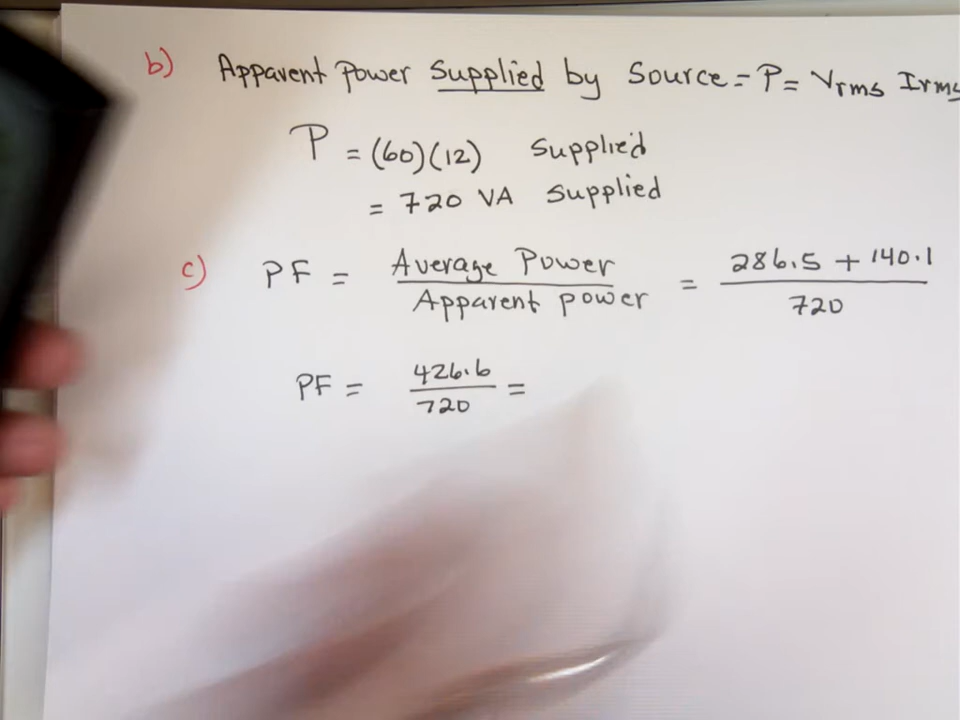 b) Apparent Power Supplied by Source = P = Vrms Irms
P = (60)(12) Supplied
= 720 VA Supplied
c) PF = Average Power / Apparent power = 286.5 + 140.1 / 720
PF = 426.6 / 720 =